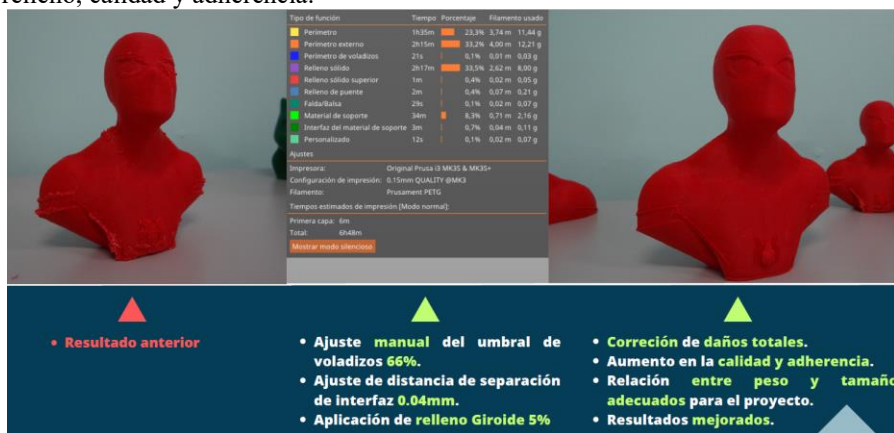 relleno, calidad y adherencia.
Tipo de función Tiempo Porcentaje Filamento usado
Perímetro 1h35m 23,3% 3,74 m 11,44 g
Perímetro externo 2h15m 33,2% 4,00 m 12,21 g
Perímetro de voladizos 21s 0,1% 0,01 m 0,03 g
Relleno sólido 2h17m 33,5% 2,62 m 8,00 g
Relleno sólido superior 1m 0,4% 0,02 m 0,05 g
Relleno de puente 2m 0,4% 0,07 m 0,21 g
Falda/Balsa 29s 0,1% 0,02 m 0,07 g
Material de soporte 34m 8,3% 0,71 m 2,16 g
Interfaz del material de soporte 3m 0,7% 0,04 m 0,11 g
Personalizado 12s 0,1% 0,02 m 0,07 g
Ajustes
Impresora: Original Prusa i3 MK3S & MK3S+
Configuración de impresión: 0.15mm QUALITY @MK3
Filamento: Prusament PETG
Tiempos estimados de impresión [Modo normal]:
Primera capa: 6m
Total: 6h48m
Mostrar modo silencioso
• Resultado anterior
• Ajuste manual del umbral de
voladizos 66%.
• Ajuste de distancia de separación
de interfaz 0.04mm.
• Aplicación de relleno Giroide 5%
• Correción de daños totales.
• Aumento en la calidad y adherencia.
• Relación entre peso y tamaño
adecuados para el proyecto.
• Resultados mejorados.